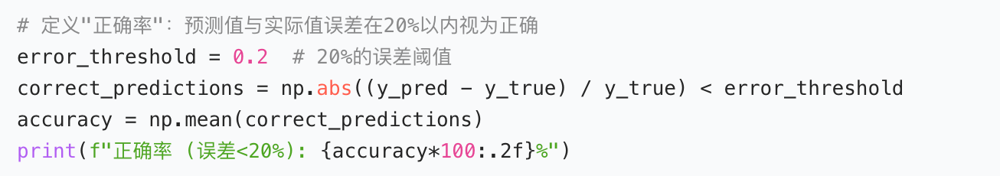 # 定义"正确率"：预测值与实际值误差在20%以内视为正确
error_threshold = 0.2  # 20%的误差阈值
correct_predictions = np.abs((y_pred - y_true) / y_true) < error_threshold
accuracy = np.mean(correct_predictions)
print(f"正确率 (误差<20%): {accuracy*100:.2f}%")